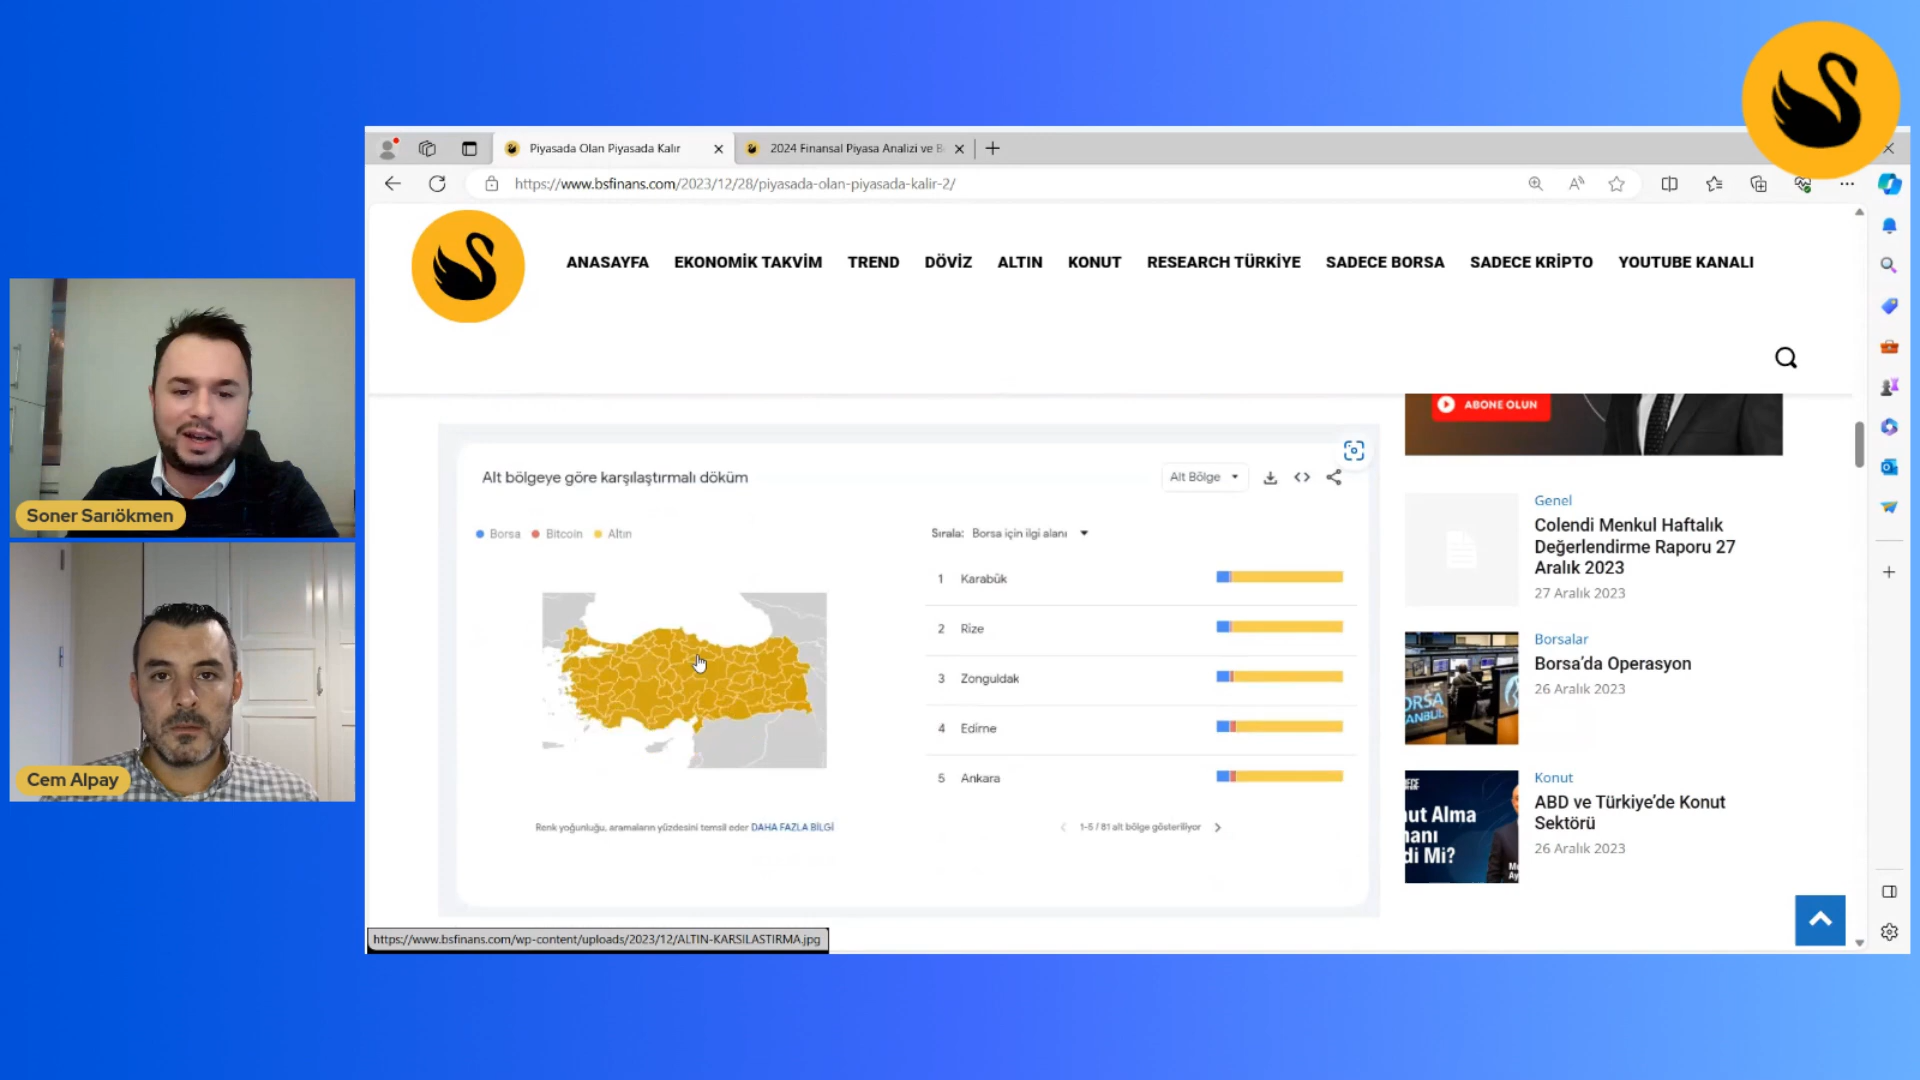 Piyasada Olan Piyasada Kalır
2024 Finansal Piyasa Analizi ve B
https://www.bsfinans.com/2023/12/28/piyasada-olan-piyasada-kalir-2/
ANASAYFA EKONOMİK TAKVİM TREND DÖVİZ ALTIN KONUT RESEARCH TÜRKİYE SADECE BORSA SADECE KRİPTO YOUTUBE KANALI
ABONE OLUN
Alt bölgeye göre karşılaştırmalı döküm
Alt Bölge
Borsa Bitcoin Altın
Sırala: Borsa için ilgi alanı
1 Karabük
2 Rize
3 Zonguldak
4 Edirne
5 Ankara
Renk yoğunluğu, aramaların yüzdesini temsil eder DAHA FAZLA BİLGİ
1-5 / 81 alt bölge gösteriliyor
Genel
Colendi Menkul Haftalık
Değerlendirme Raporu 27
Aralık 2023
27 Aralık 2023
Borsalar
Borsa'da Operasyon
26 Aralık 2023
Konut
ABD ve Türkiye'de Konut
Sektörü
26 Aralık 2023
https://www.bsfinans.com/wp-content/uploads/2023/12/ALTIN-KARSILASTIRMA.jpg
Soner Sarıökmen
Cem Alpay